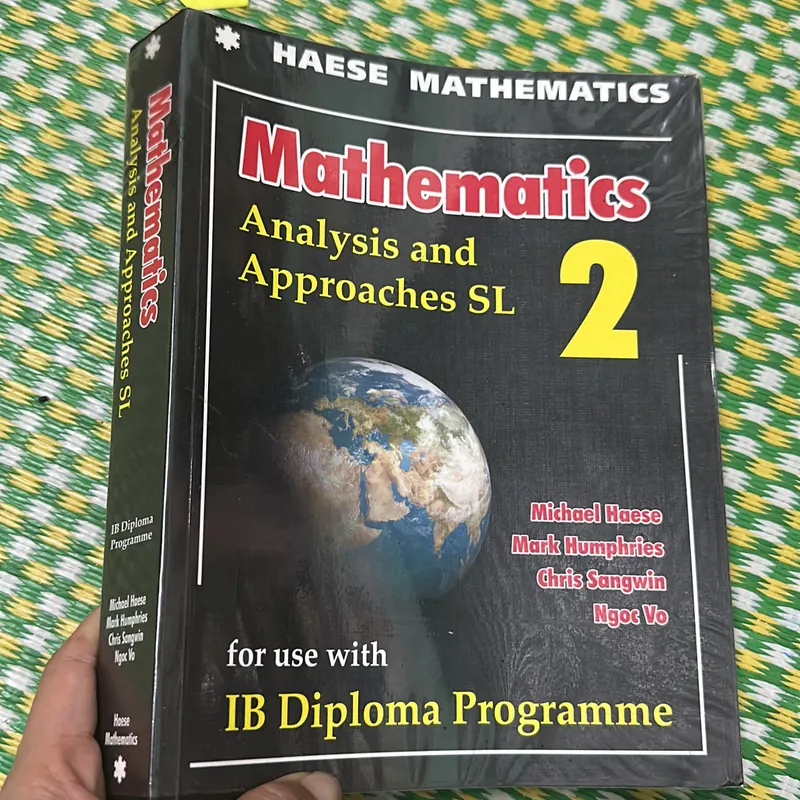 HAESE MATHEMATICS
Mathematics
Analysis and
Approaches SL
2
Michael Haese
Mark Humphries
Chris Sangwin
Ngoc Vo
for use with
IB Diploma Programme
Mathematics
Analysis and Approaches SL
IB Diploma
Programme
Michael Haese
Mark Humphries
Chris Sangwin
Ngoc Vo
Haese
Mathematics